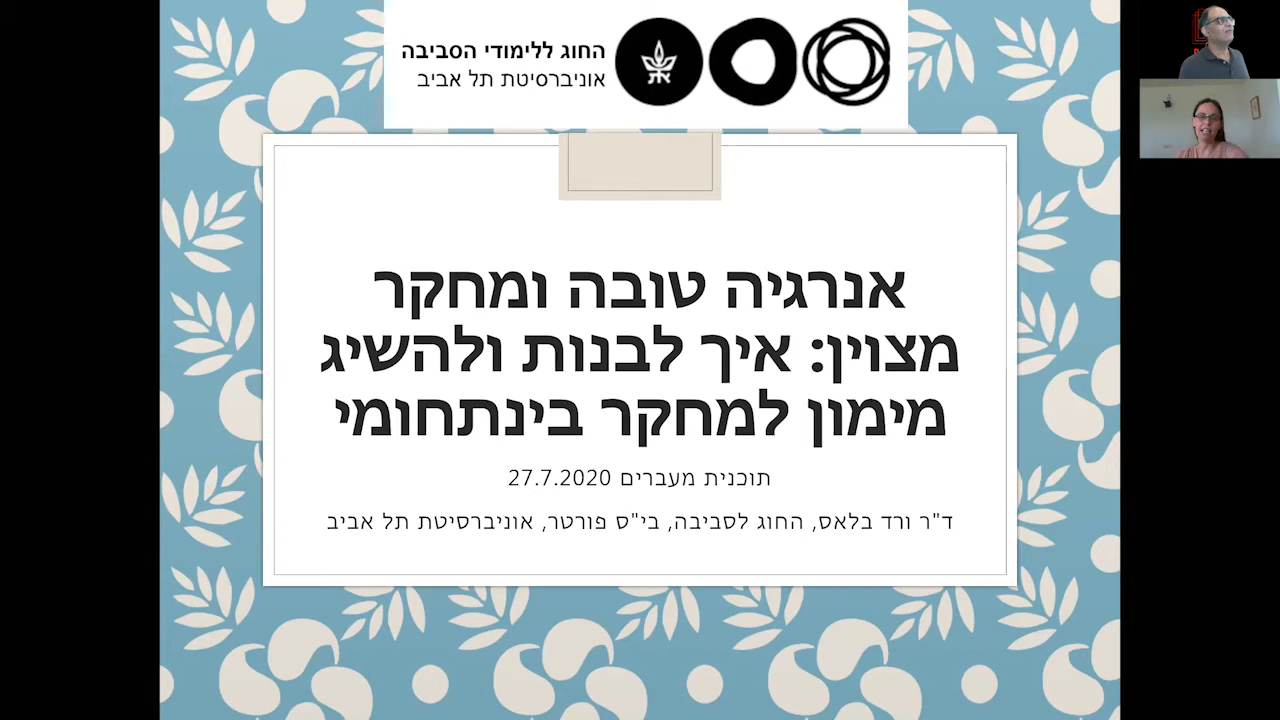 החוג ללימודי הסביבה
אוניברסיטת תל אביב
אנרגיה טובה ומחקר
מצוין: איך לבנות ולהשיג
מימון למחקר בינתחומי
תוכנית מעברים 27.7.2020
ד"ר ורד בלאס, החוג לסביבה, בי"ס פורטר, אוניברסיטת תל אביב